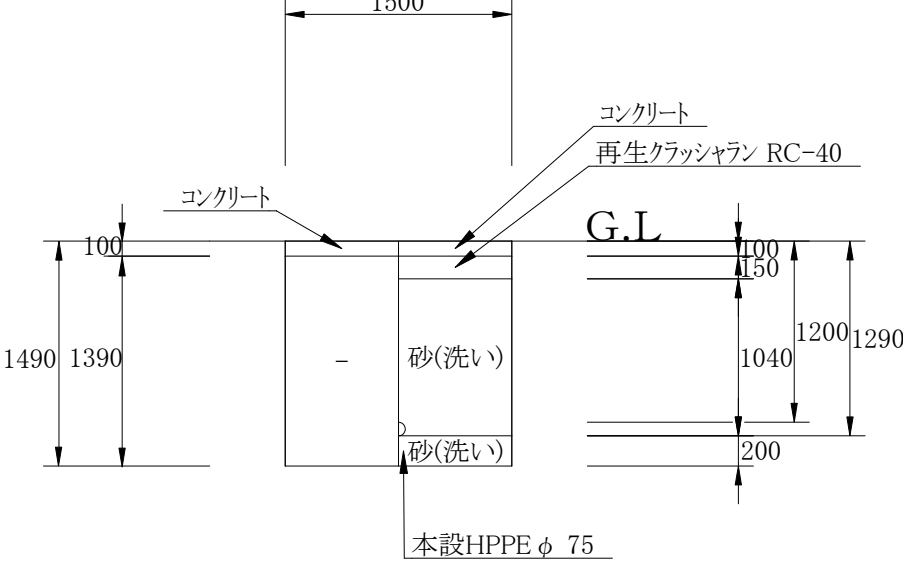 1500
コンクリート
再生クラッシャラン RC-40
コンクリート
G.L
100
100
150
1490
1390
-
砂(洗い)
1040
1200
1290
砂(洗い)
200
本設HPPEφ 75